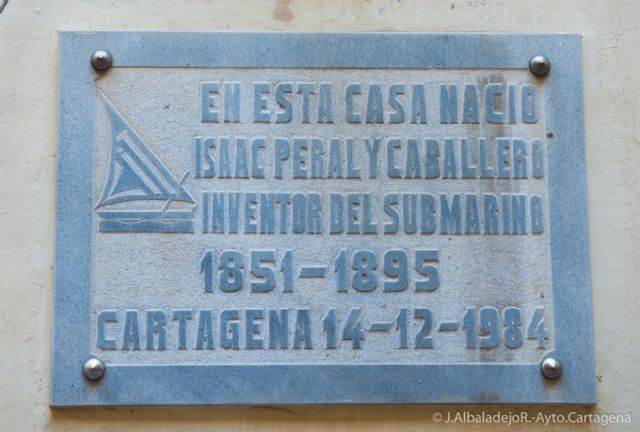 EN ESTA CASA NACIO
ISAAC PERAL Y CABALLERO
INVENTOR DEL SUBMARINO
1851-1895
CARTAGENA 14-12-1984
© J.AlbaladejoR.-Ayto.Cartagena